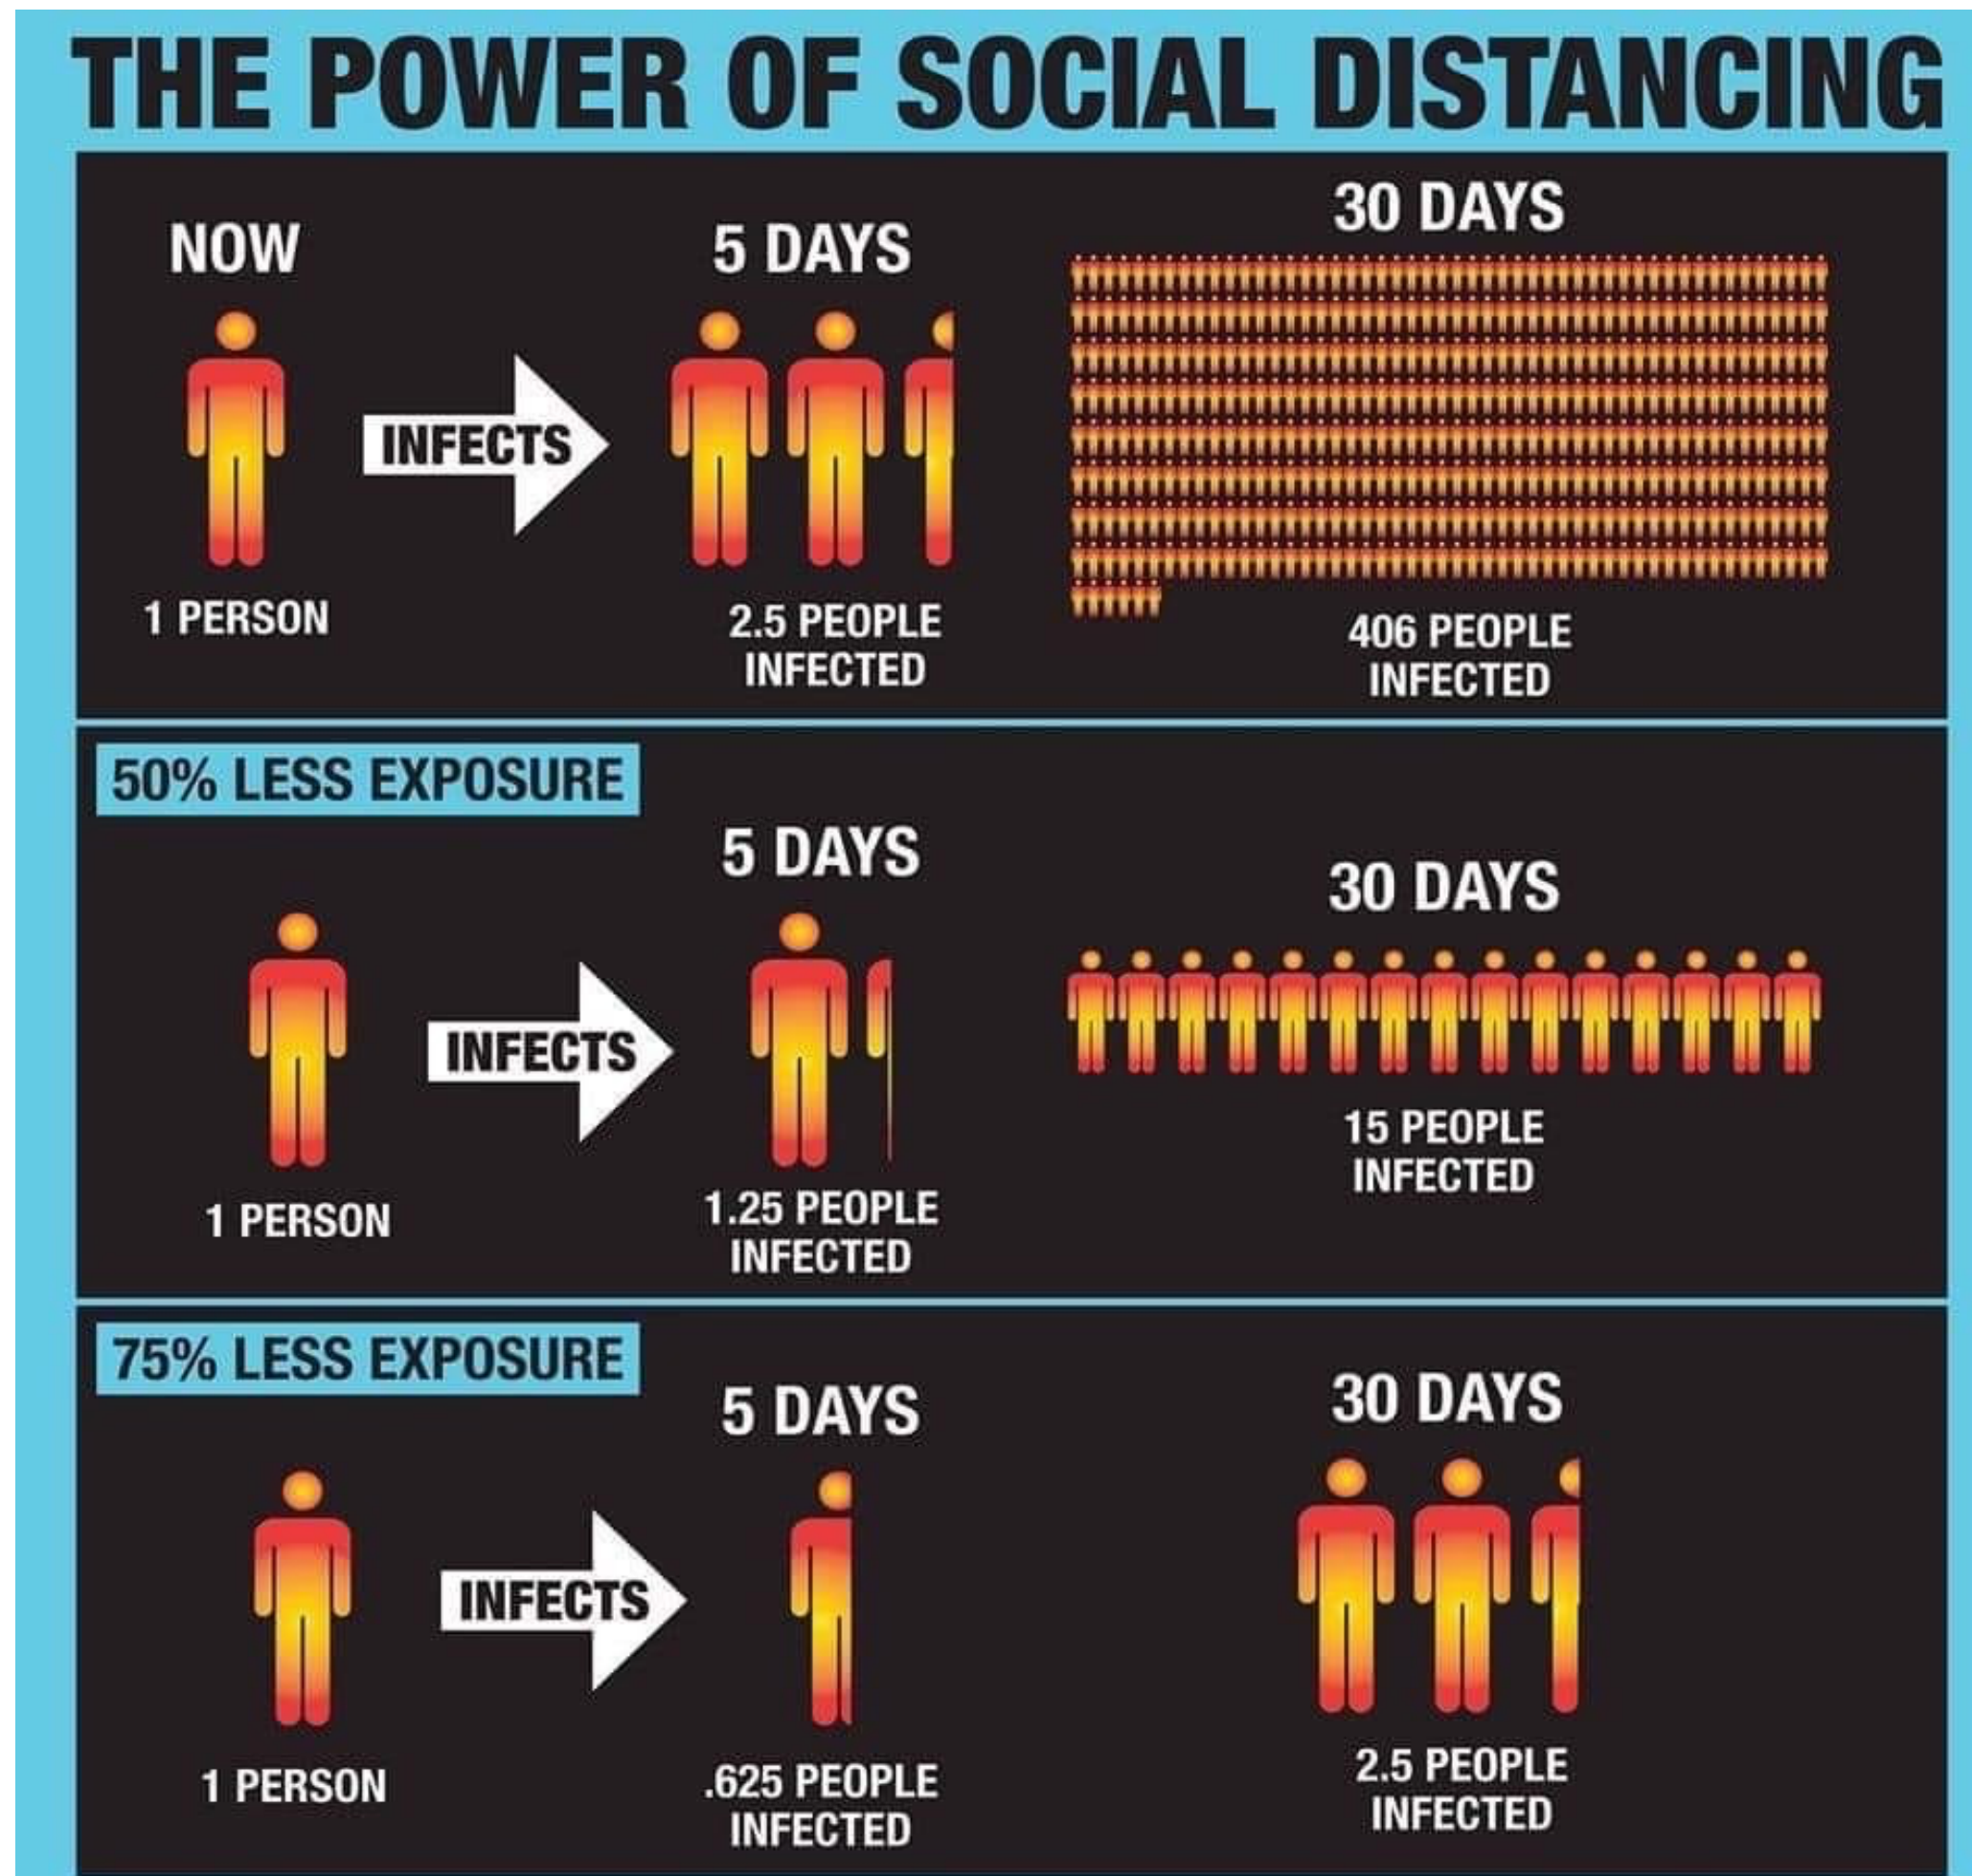 THE POWER OF SOCIAL DISTANCING
NOW
5 DAYS
30 DAYS
INFECTS
1 PERSON
2.5 PEOPLE
INFECTED
406 PEOPLE
INFECTED
50% LESS EXPOSURE
5 DAYS
30 DAYS
INFECTS
1 PERSON
1.25 PEOPLE
INFECTED
15 PEOPLE
INFECTED
75% LESS EXPOSURE
5 DAYS
30 DAYS
INFECTS
1 PERSON
.625 PEOPLE
INFECTED
2.5 PEOPLE
INFECTED